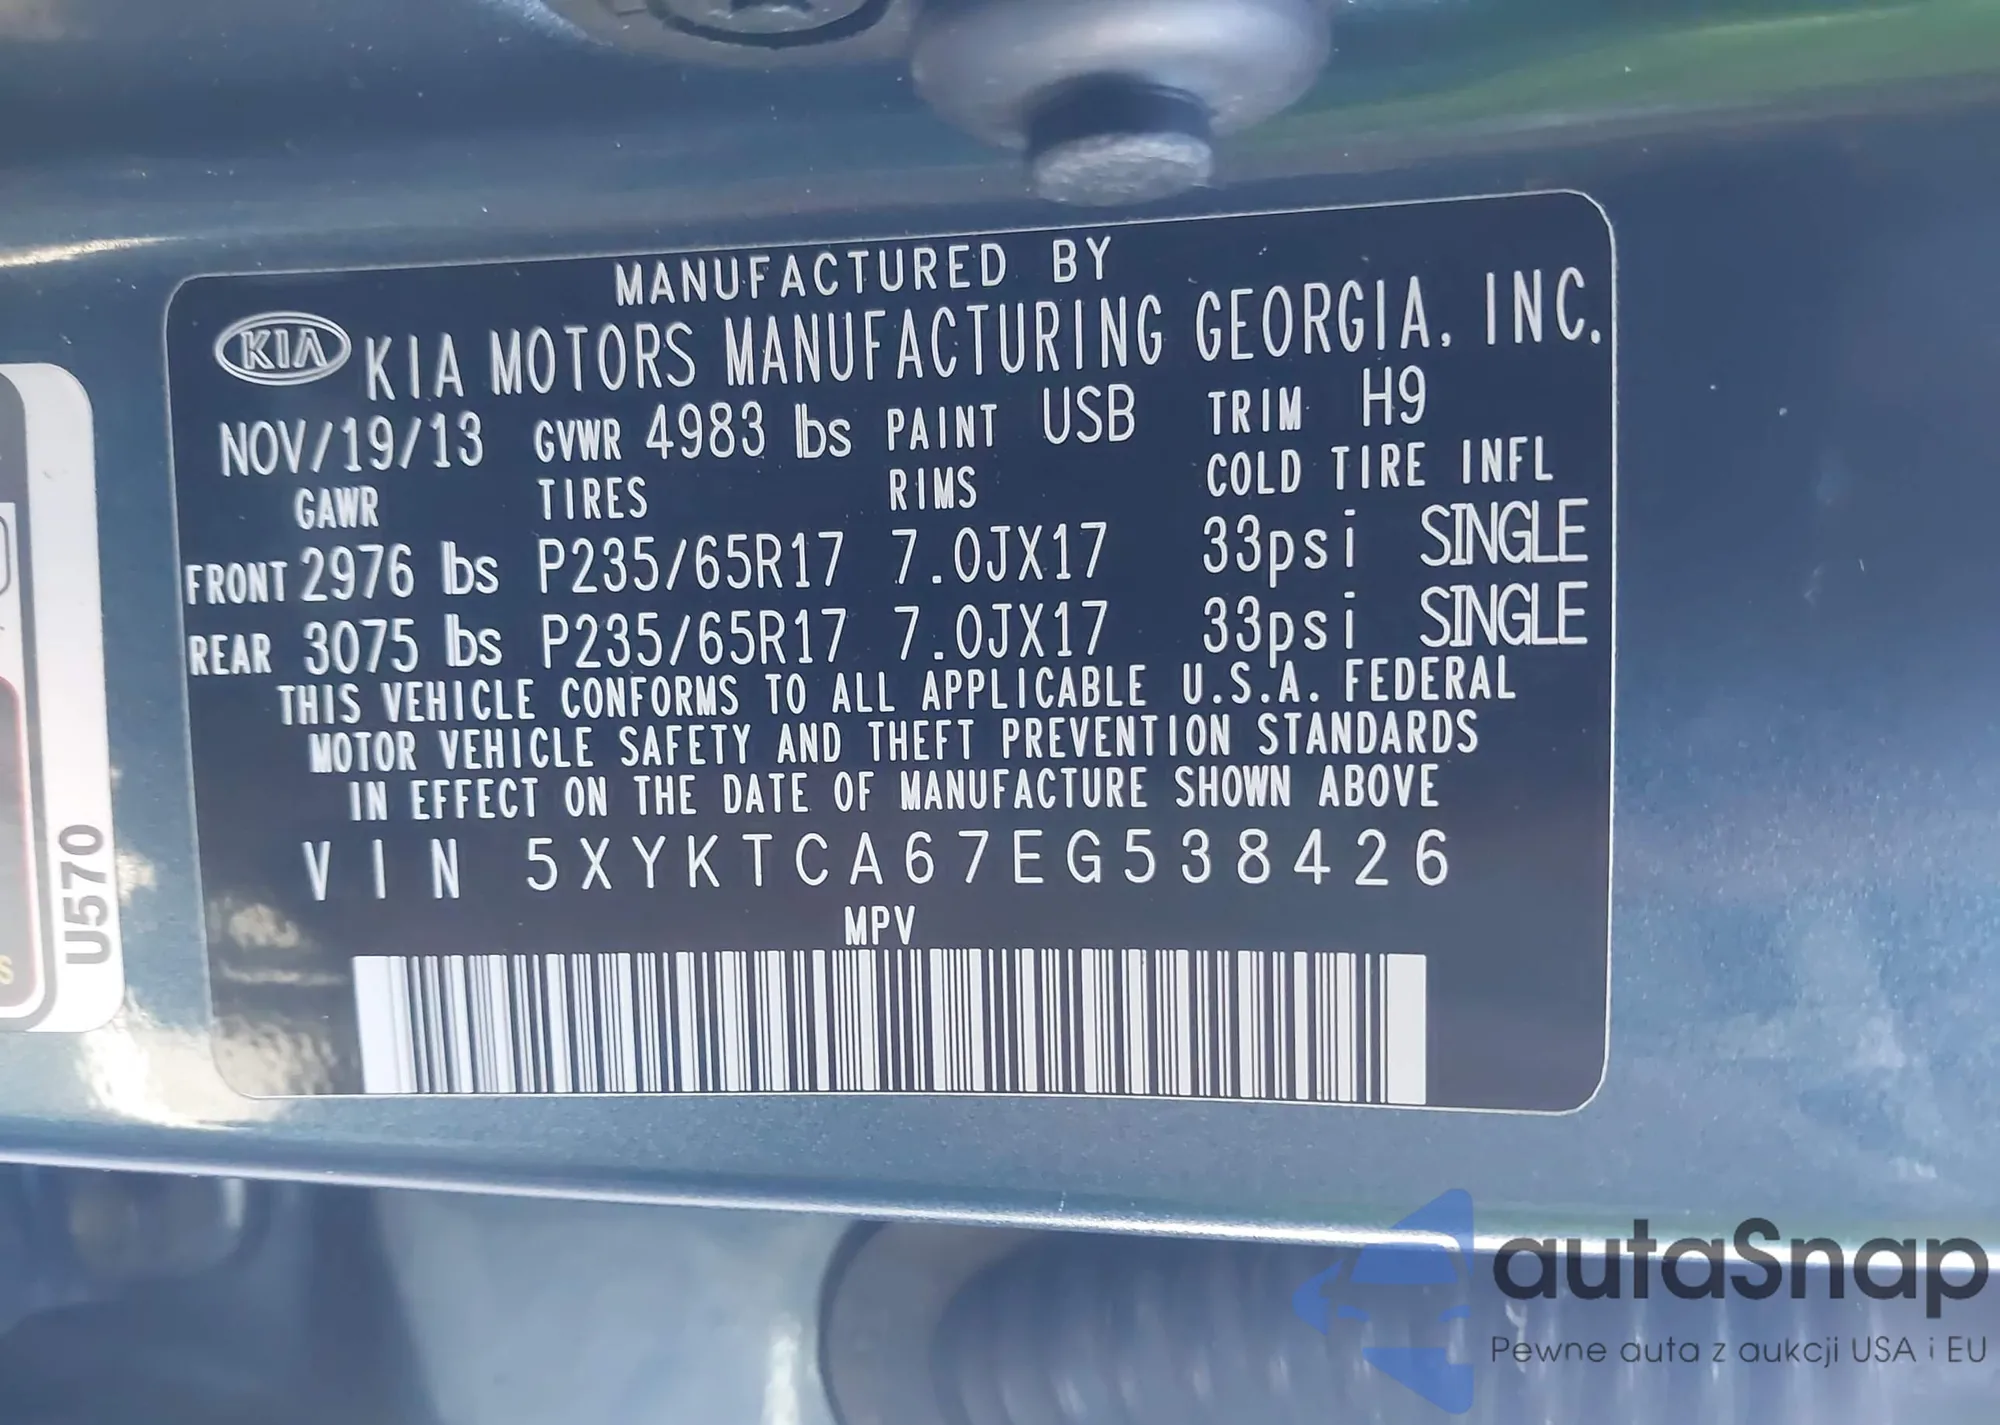 MANUFACTURED BY
KIA KIA MOTORS MANUFACTURING GEORGIA, INC.
NOV/19/13 GVWR 4983 lbs PAINT USB TRIM H9
GAWR TIRES RIMS COLD TIRE INFL
FRONT 2976 lbs P235/65R17 7.0JX17 33psi SINGLE
REAR 3075 lbs P235/65R17 7.0JX17 33psi SINGLE
THIS VEHICLE CONFORMS TO ALL APPLICABLE U.S.A. FEDERAL
MOTOR VEHICLE SAFETY AND THEFT PREVENTION STANDARDS
IN EFFECT ON THE DATE OF MANUFACTURE SHOWN ABOVE
VIN 5XYKTCA67EG538426
MPV
U570
autaSnap
Pewne auta z aukcji USA i EU